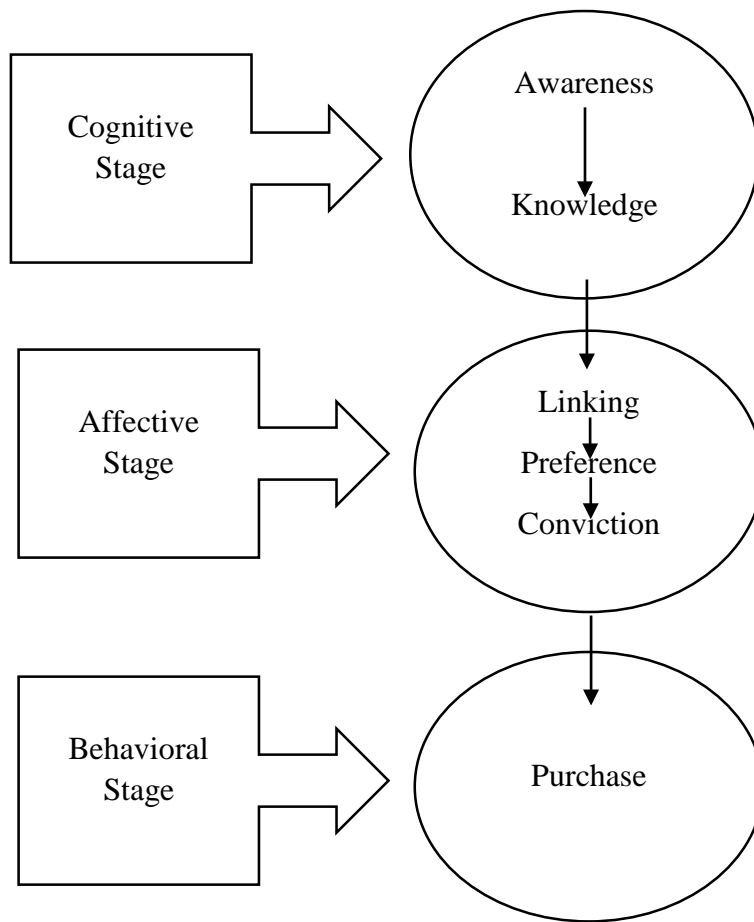 Cognitive
Stage
Awareness
Knowledge
Affective
Stage
Linking
Preference
Conviction
Behavioral
Stage
Purchase